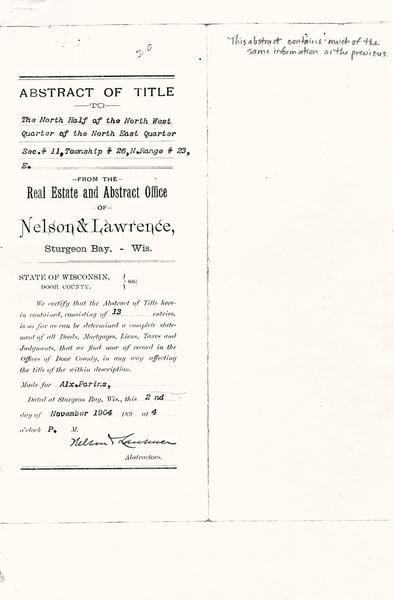 20
This abstract contains much of the
same information as the previous.
ABSTRACT OF TITLE
—TO—
The North Half of the North West
Quarter of the North East Quarter
Sec.# 11, Township # 26, N. Range # 23,
E.
—FROM THE—
Real Estate and Abstract Office
-OF-
Nelson & Lawrence,
Sturgeon Bay, - Wis.
STATE OF WISCONSIN,
DOOR COUNTY. } ss:
We certify that the Abstract of Title here-
in contained, consisting of 13 entries,
is so far as can be determined a complete state-
ment of all Deeds, Mortgages, Liens, Taxes and
Judgments, that we find now of record in the
Offices of Door County, in any way affecting
the title of the within description.
Made for Alx. Parins,
Dated at Sturgeon Bay, Wis., this 2 nd
day of November 1904 189 at 4
o'clock P. M.
Nelson & Lawrence
Abstractors.